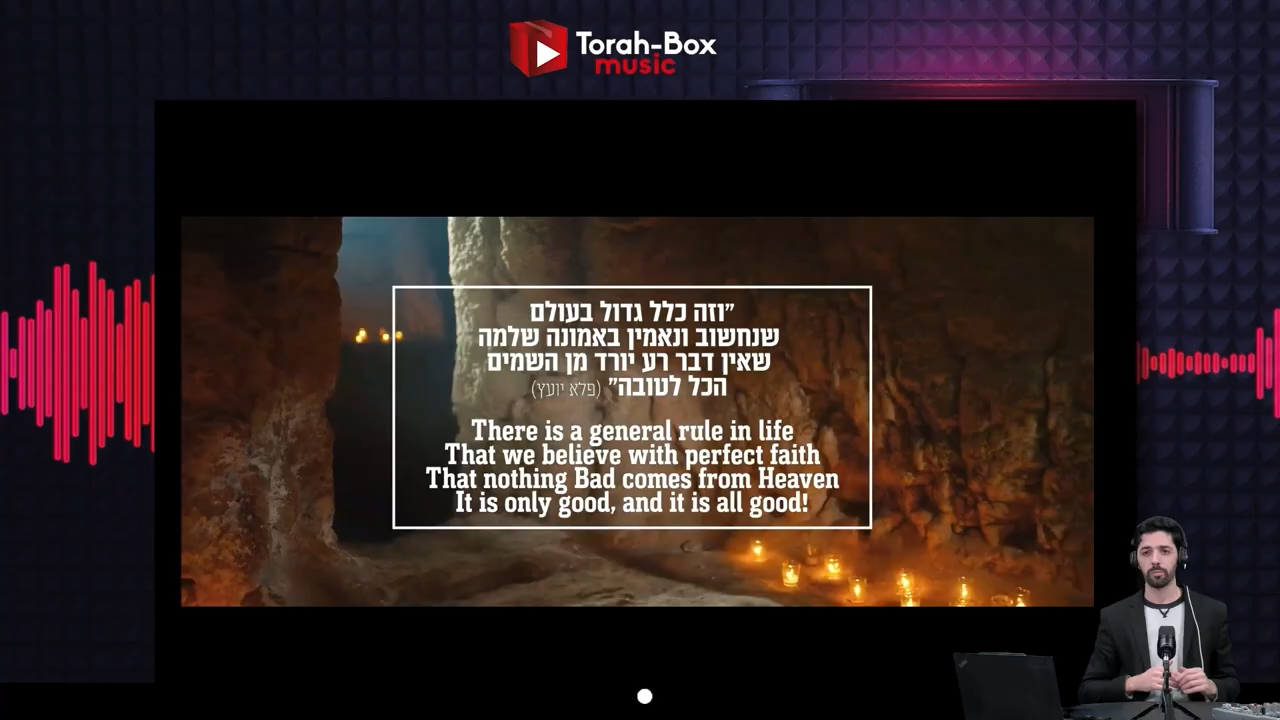 Torah-Box
music
"וזה כלל גדול בעולם
שנחשוב ונאמין באמונה שלמה
שאין דבר רע יורד מן השמים
הכל לטובה" (פלא יועץ)
There is a general rule in life
That we believe with perfect faith
That nothing Bad comes from Heaven
It is only good, and it is all good!